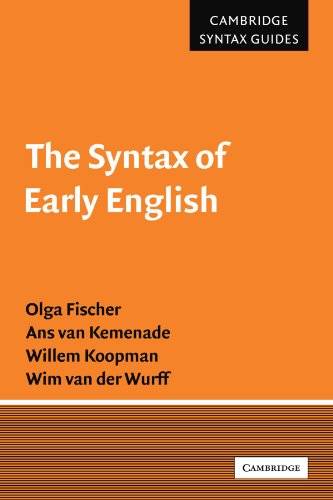 CAMBRIDGE
SYNTAX GUIDES
The Syntax of
Early English
Olga Fischer
Ans van Kemenade
Willem Koopman
Wim van der Wurff
CAMBRIDGE